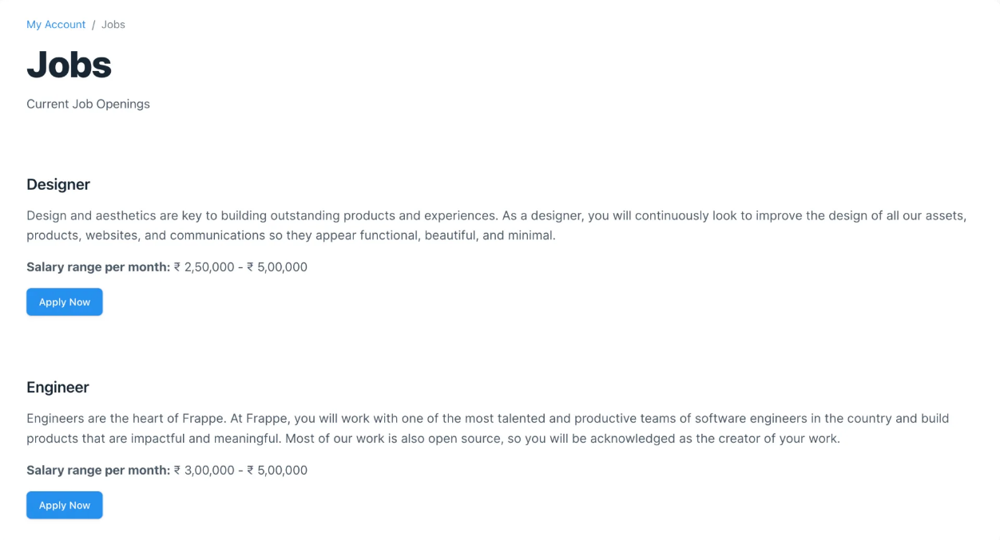 My Account / Jobs
Jobs
Current Job Openings
Designer
Design and aesthetics are key to building outstanding products and experiences. As a designer, you will continuously look to improve the design of all our assets,
products, websites, and communications so they appear functional, beautiful, and minimal.
Salary range per month: ₹ 2,50,000 - ₹ 5,00,000
Apply Now
Engineer
Engineers are the heart of Frappe. At Frappe, you will work with one of the most talented and productive teams of software engineers in the country and build
products that are impactful and meaningful. Most of our work is also open source, so you will be acknowledged as the creator of your work.
Salary range per month: ₹ 3,00,000 - ₹ 5,00,000
Apply Now